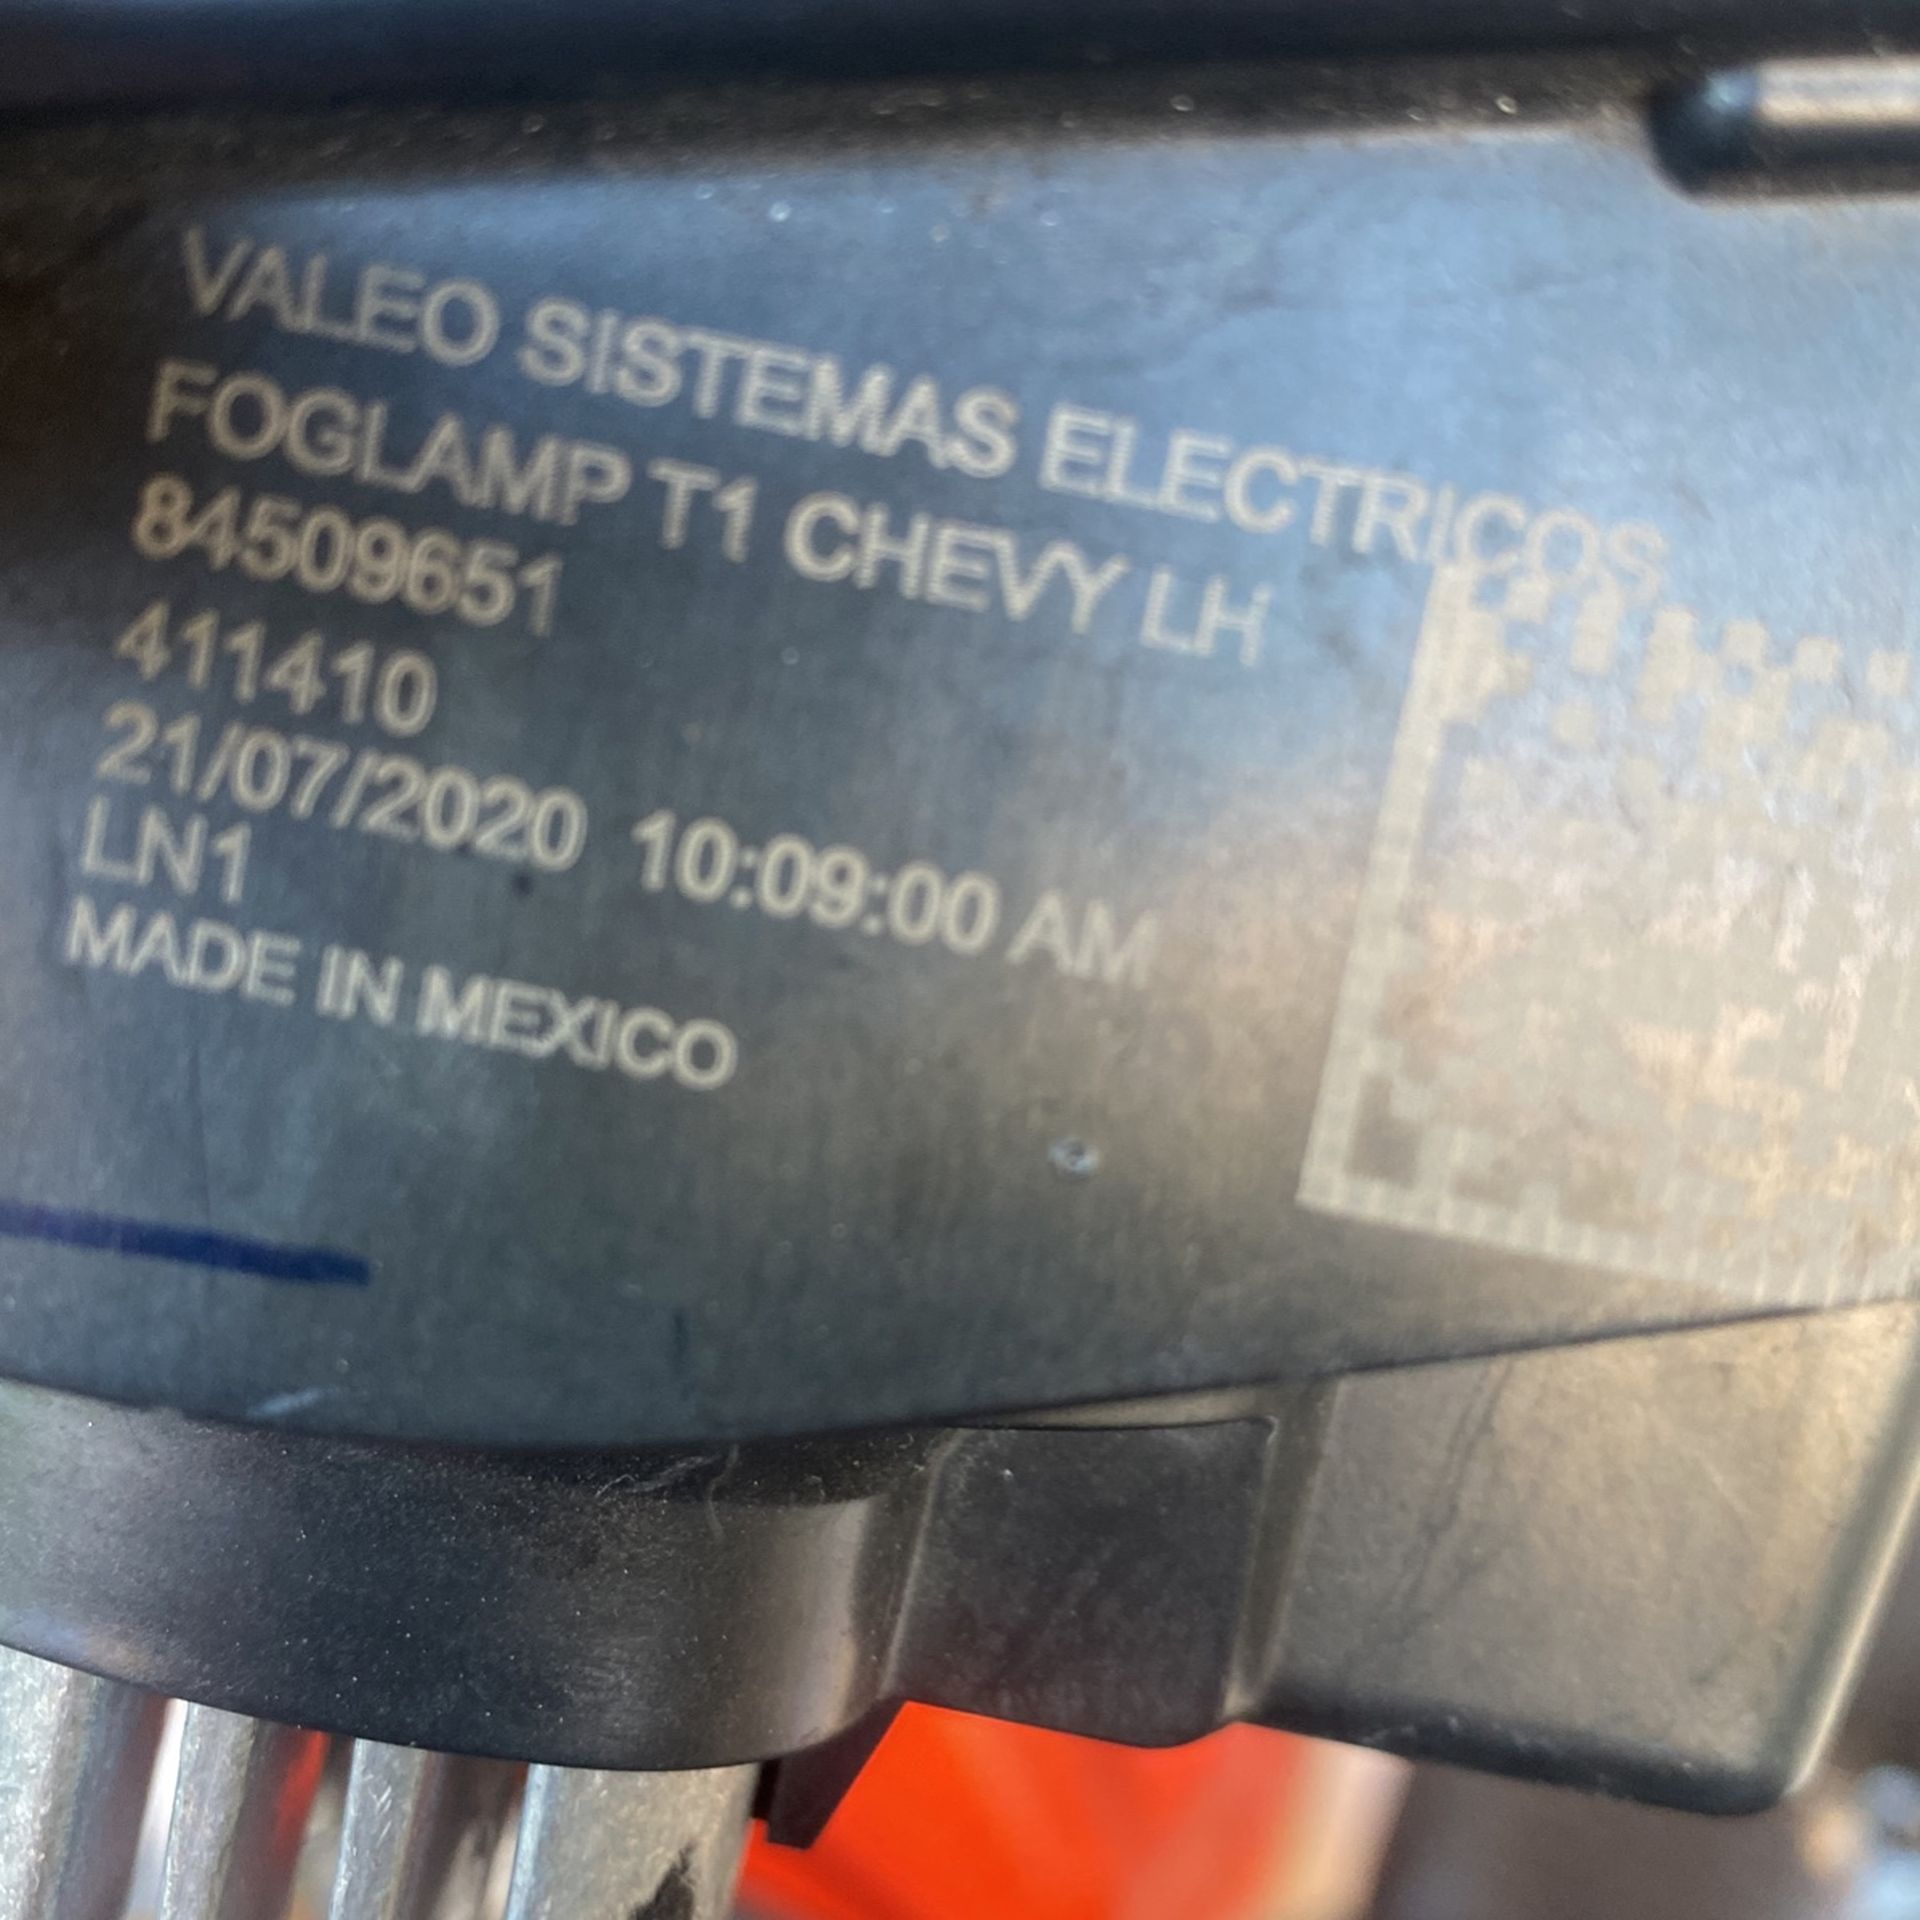 VALEO SISTEMAS ELECTRICOS
FOGLAMP T1 CHEVY LH
84509651
411410
21/07/2020 10:09:00 AM
LN1
MADE IN MEXICO